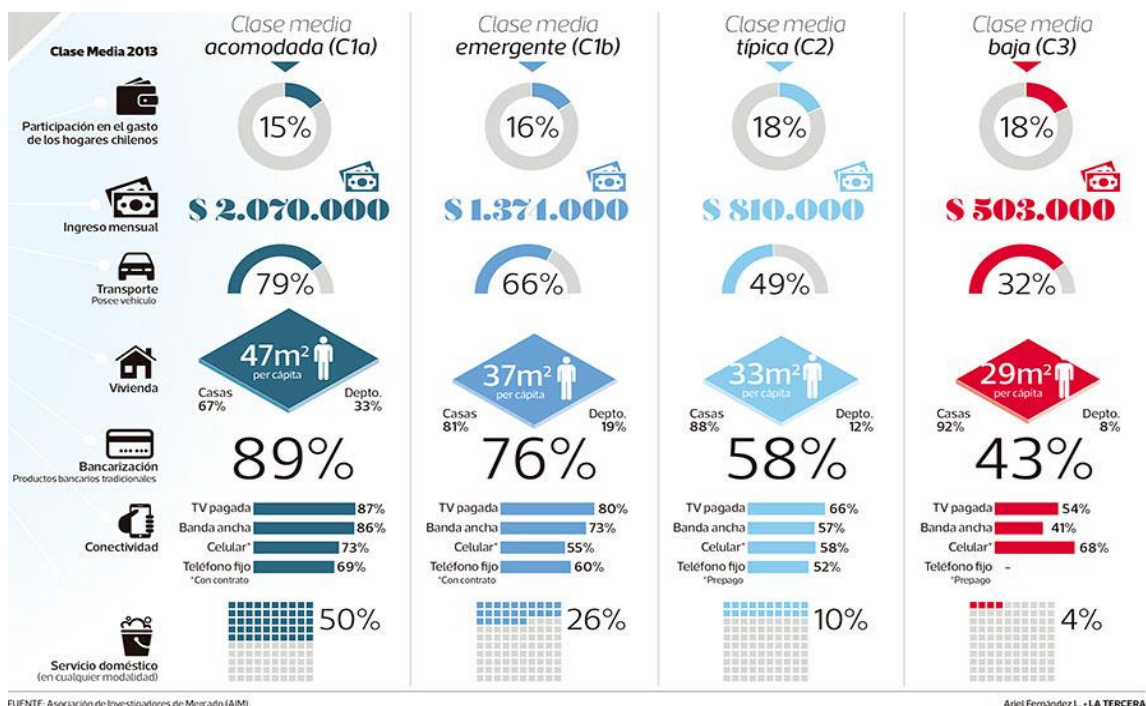 Clase Media 2013
Clase media
acomodada (C1a)
Clase media
emergente (C1b)
Clase media
típica (C2)
Clase media
baja (C3)
Participación en el gasto
de los hogares chilenos
15%
16%
18%
18%
Ingreso mensual
$ 2.070.000
$ 1.374.000
$ 810.000
$ 503.000
Transporte
Posee vehículo
79%
66%
49%
32%
Vivienda
47m²
per cápita
Casas
67%
Depto.
33%
37m²
per cápita
Casas
81%
Depto.
19%
33m²
per cápita
Casas
88%
Depto.
12%
29m²
per cápita
Casas
92%
Depto.
8%
Bancarización
Productos bancarios tradicionales
89%
76%
58%
43%
Conectividad
TV pagada 87%
Banda ancha 86%
Celular* 73%
Teléfono fijo 69%
*Con contrato
TV pagada 80%
Banda ancha 73%
Celular* 55%
Teléfono fijo 60%
*Con contrato
TV pagada 66%
Banda ancha 57%
Celular* 58%
Teléfono fijo 52%
*Prepago
TV pagada 54%
Banda ancha 41%
Celular* 68%
Teléfono fijo -
*Prepago
Servicio doméstico
(en cualquier modalidad)
50%
26%
10%
4%
FUENTE: Asociación de Investigadores de Mercado (AIM).
Ariel Fernández L. • LA TERCERA